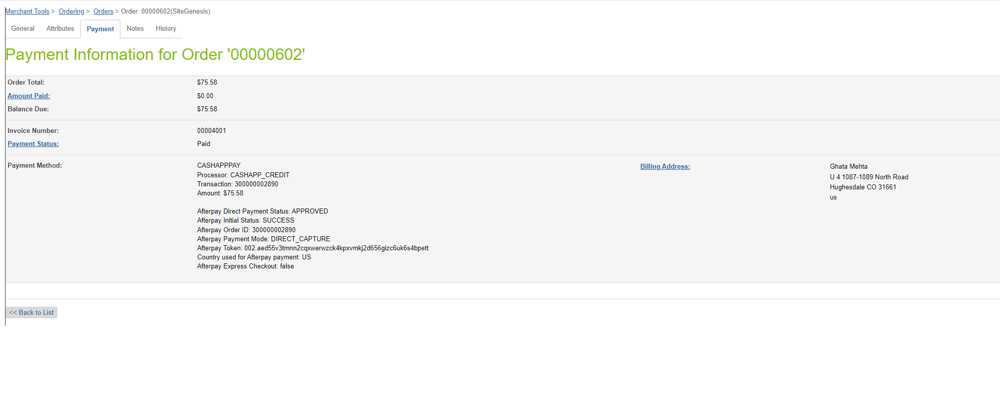 Merchant Tools > Ordering > Orders > Order: 00000602(SiteGenesis)
General Attributes Payment Notes History
Payment Information for Order '00000602'
Order Total: $75.58
Amount Paid: $0.00
Balance Due: $75.58
Invoice Number: 00004001
Payment Status: Paid
Payment Method: CASHAPPPAY
Processor: CASHAPP_CREDIT
Transaction: 300000002890
Amount: $75.58
Afterpay Direct Payment Status: APPROVED
Afterpay Initial Status: SUCCESS
Afterpay Order ID: 300000002890
Afterpay Payment Mode: DIRECT_CAPTURE
Afterpay Token: 002.aed55v3tmnn2cqxwerwzck4kpxvmkj2d656gizc6uk6s4bpett
Country used for Afterpay payment: US
Afterpay Express Checkout: false
Billing Address: Ghata Mehta
U 4 1087-1089 North Road
Hughesdale CO 31661
us
<< Back to List